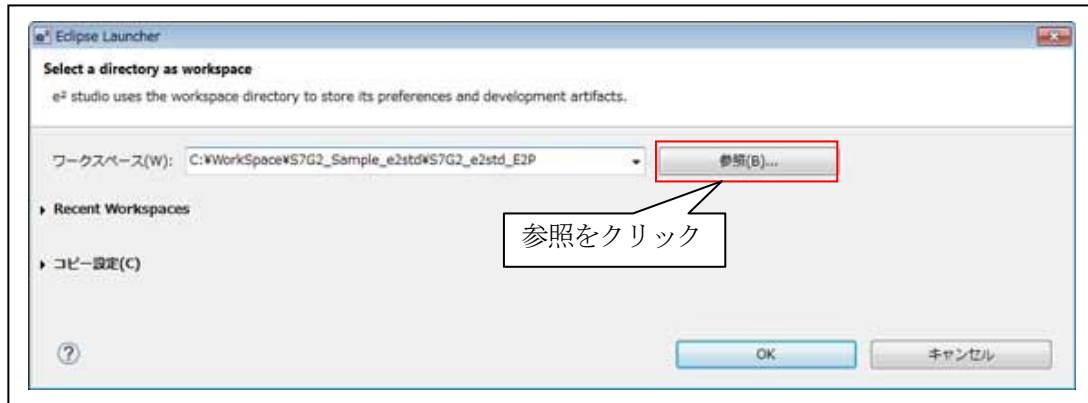 e² Eclipse Launcher
Select a directory as workspace
e² studio uses the workspace directory to store its preferences and development artifacts.
ワークスペース(W): C:¥WorkSpace¥S7G2_Sample_e2std¥S7G2_e2std_E2P 参照(B)...
Recent Workspaces
参照をクリック
コピー設定(C)
? OK キャンセル